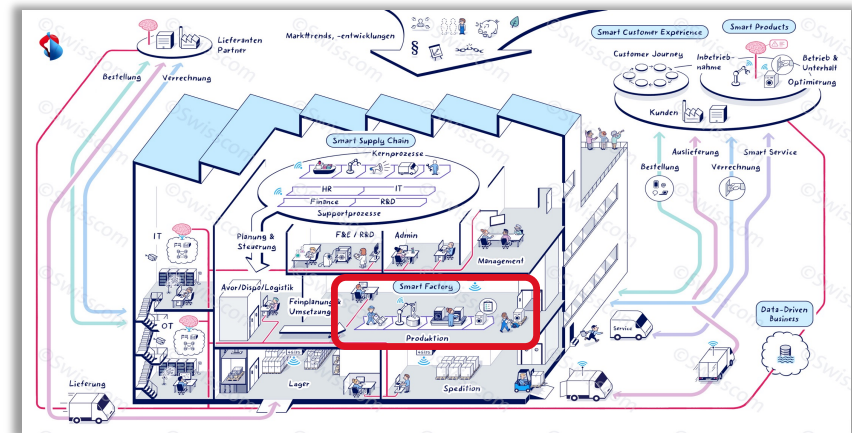 Lieferanten
Partner
Markttrends, -entwicklungen
§
Smart Customer Experience
Smart Products
Customer Journey
Inbetrieb-
nahme
Betrieb &
Unterhalt
Optimierung
Kunden
Bestellung
Verrechnung
Smart Supply Chain
Kernprozesse
HR
IT
Finance
R&D
Supportprozesse
Auslieferung
Smart Service
Bestellung
Verrechnung
IT
Planung &
Steuerung
F&E / R&D
Admin
Management
Avor/Dispo/Logistik
Feinplanung &
Umsetzung
Smart Factory
Produktion
OT
Service
Data-Driven
Business
Lager
Spedition
Lieferung
©Swisscom